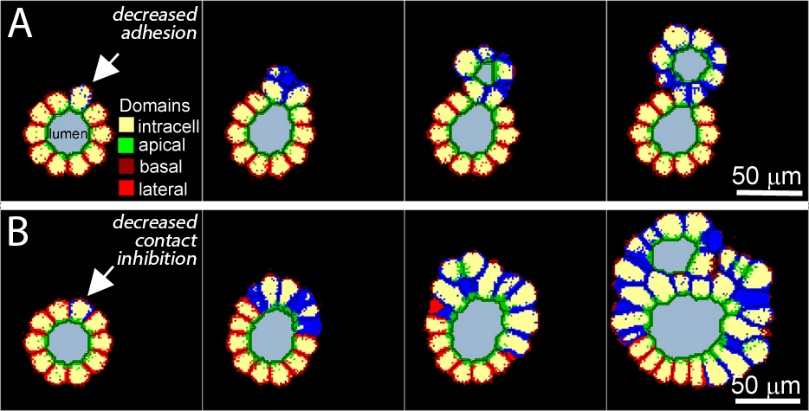 A
decreased
adhesion
lumen
Domains
intracell
apical
basal
lateral
50 µm
B
decreased
contact
inhibition
50 µm